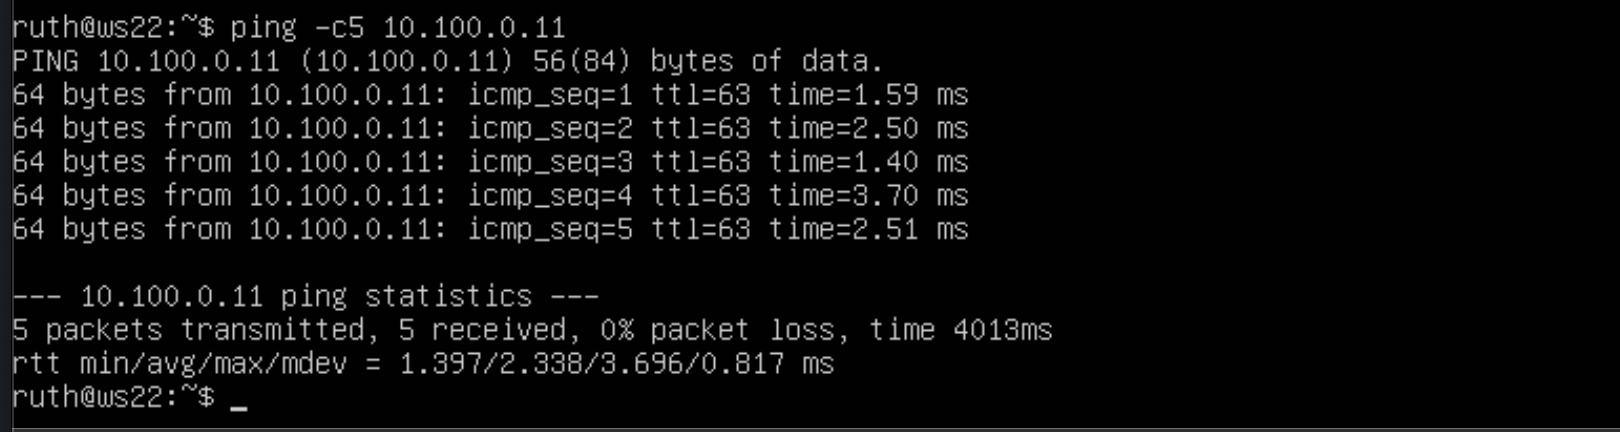 ruth@ws22:~$ ping -c5 10.100.0.11
PING 10.100.0.11 (10.100.0.11) 56(84) bytes of data.
64 bytes from 10.100.0.11: icmp_seq=1 ttl=63 time=1.59 ms
64 bytes from 10.100.0.11: icmp_seq=2 ttl=63 time=2.50 ms
64 bytes from 10.100.0.11: icmp_seq=3 ttl=63 time=1.40 ms
64 bytes from 10.100.0.11: icmp_seq=4 ttl=63 time=3.70 ms
64 bytes from 10.100.0.11: icmp_seq=5 ttl=63 time=2.51 ms
--- 10.100.0.11 ping statistics ---
5 packets transmitted, 5 received, 0% packet loss, time 4013ms
rtt min/avg/max/mdev = 1.397/2.338/3.696/0.817 ms
ruth@ws22:~$ _